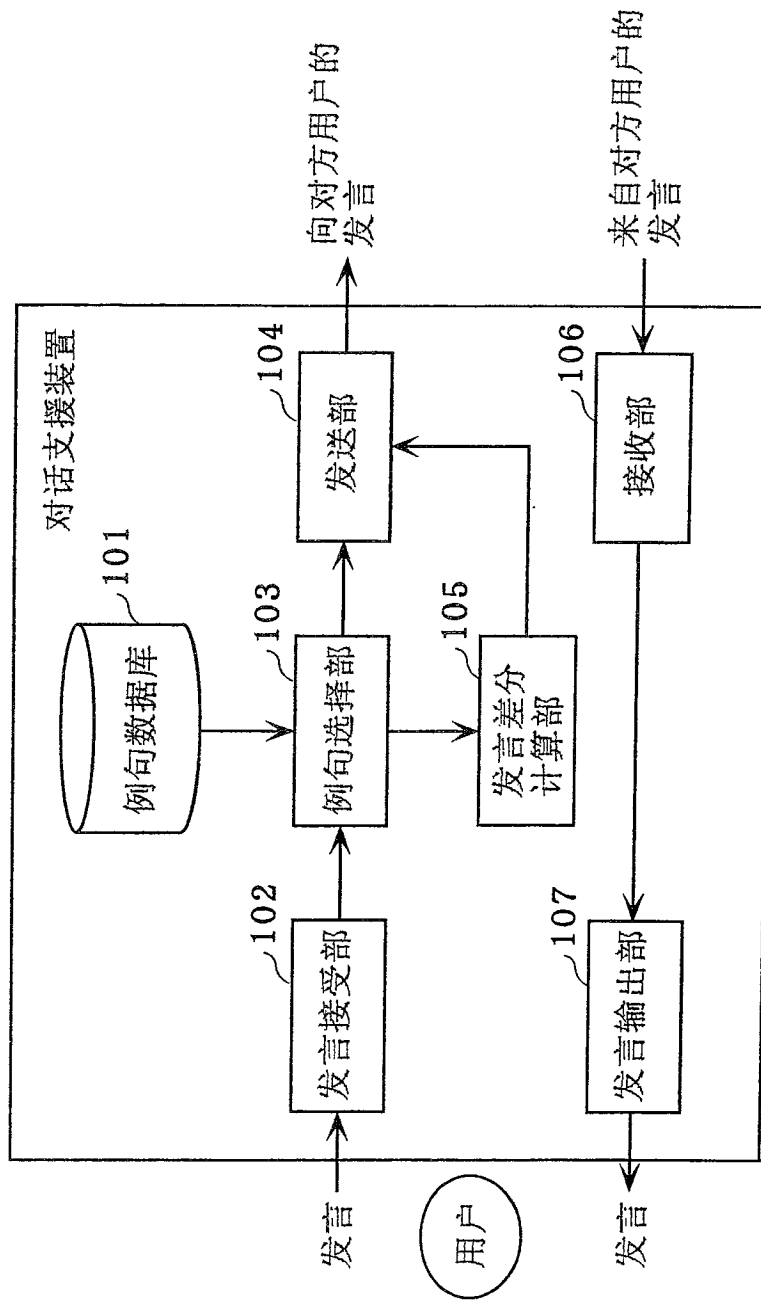 对话支援装置
101
例句数据库
102
发言接受部
103
例句选择部
104
发送部
105
发言差分
计算部
106
接收部
107
发言输出部
发言
用户
发言
向对方用户的
发言
来自对方用户的
发言